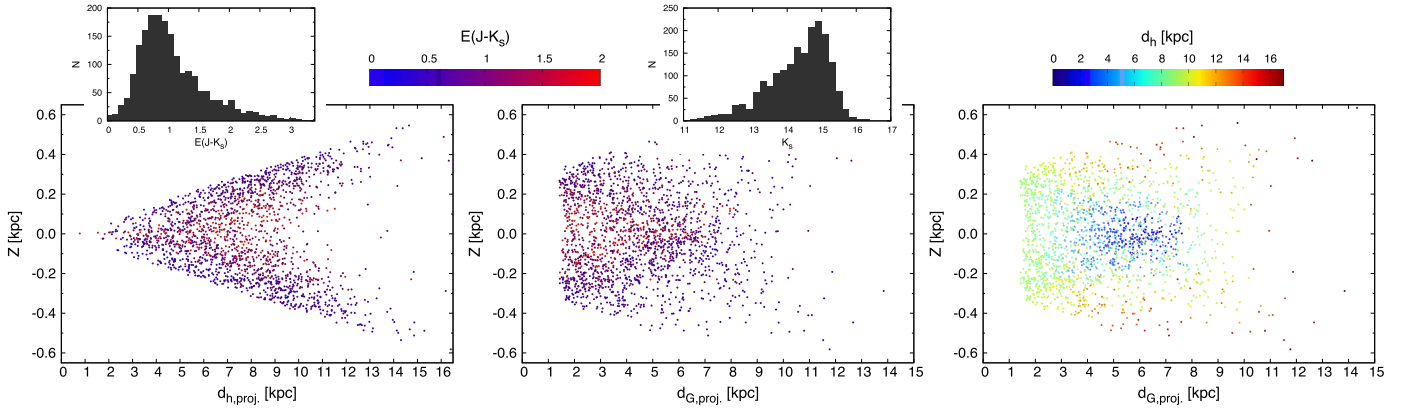 200
150
100
50
0
N
0 0.5 1 1.5 2 2.5 3
E(J-Ks)
E(J-Ks)
0 0.5 1 1.5 2
250
200
150
100
50
0
N
11 12 13 14 15 16 17
Ks
dh [kpc]
0 2 4 6 8 10 12 14 16
0.6
0.4
0.2
0.0
-0.2
-0.4
-0.6
Z [kpc]
0 1 2 3 4 5 6 7 8 9 10 11 12 13 14 15 16
dh,proj. [kpc]
0.6
0.4
0.2
0.0
-0.2
-0.4
-0.6
Z [kpc]
0 1 2 3 4 5 6 7 8 9 10 11 12 13 14 15
dG,proj. [kpc]
0.6
0.4
0.2
0.0
-0.2
-0.4
-0.6
Z [kpc]
0 1 2 3 4 5 6 7 8 9 10 11 12 13 14 15
dG,proj. [kpc]